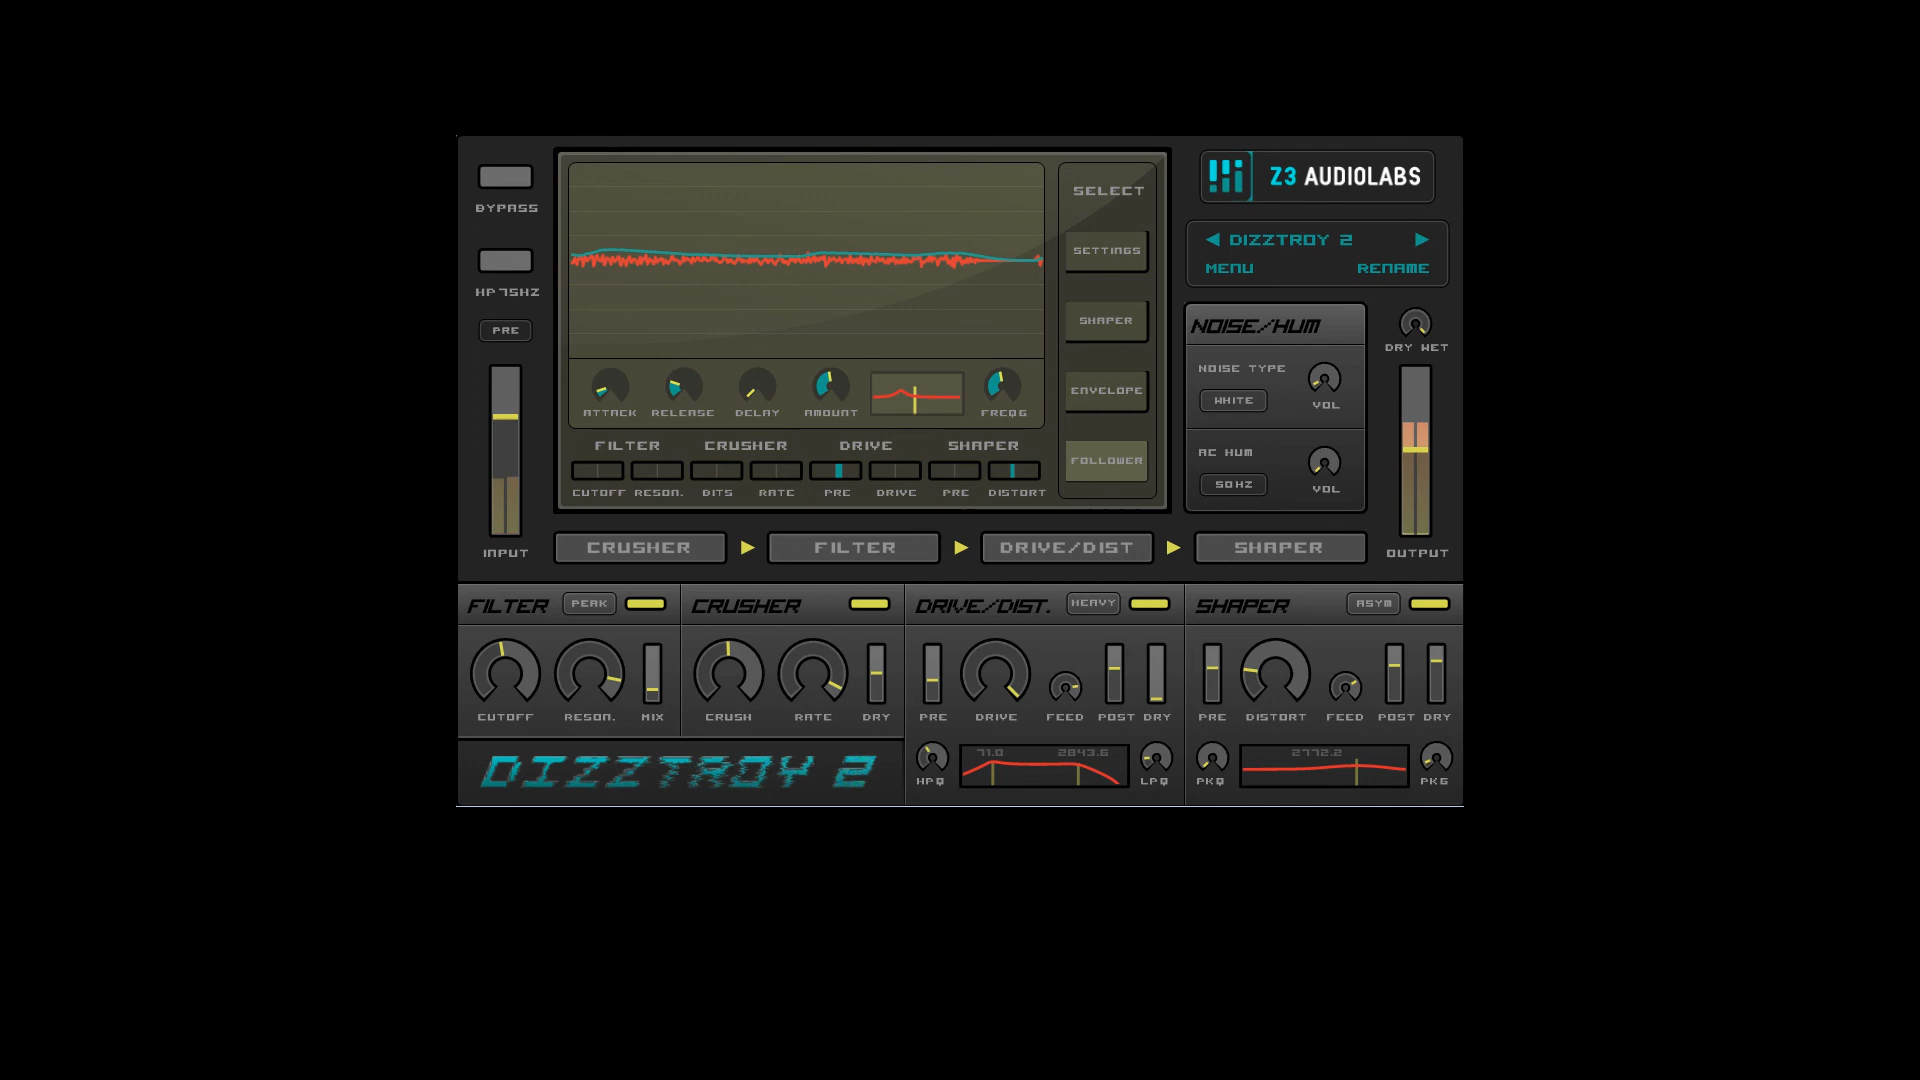 BYPASS
HP75HZ
PRE
INPUT
SELECT
SETTINGS
SHAPER
ENVELOPE
FOLLOWER
ATTACK RELEASE DELAY AMOUNT FREQG
FILTER CRUSHER DRIVE SHAPER
CUTOFF RESON. BITS RATE PRE DRIVE PRE DISTORT
Z3 AUDIOLABS
DIZZTROY 2
MENU RENAME
NOISE/HUM
NOISE TYPE
WHITE
VOL
AC HUM
50HZ
VOL
DRY WET
OUTPUT
CRUSHER FILTER DRIVE/DIST SHAPER
FILTER PEAK
CUTOFF RESON. MIX
CRUSHER
CRUSH RATE DRY
DIZZTROY 2
DRIVE/DIST. HEAVY
PRE DRIVE FEED POST DRY
71.0 2843.6
HPQ LPQ
SHAPER ASYM
PRE DISTORT FEED POST DRY
2772.2
PKQ PKG